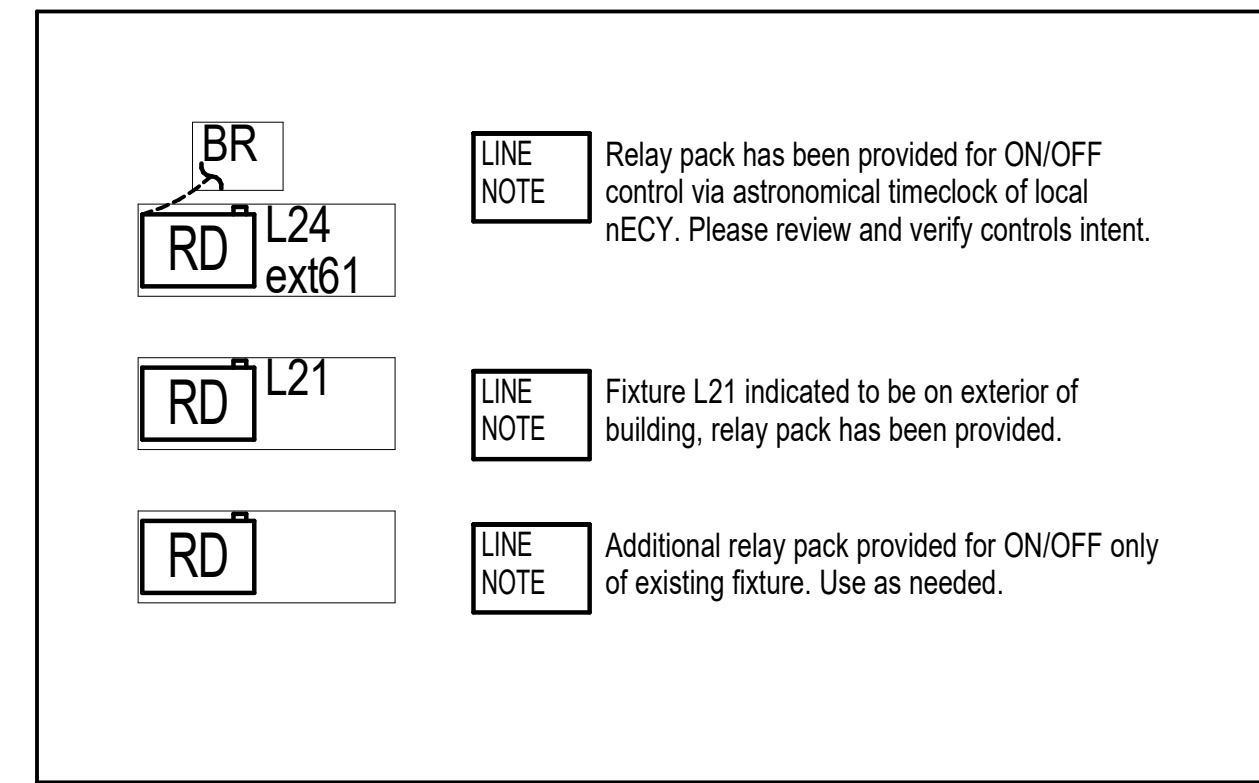 BR
RD
L24
ext61
LINE
NOTE
Relay pack has been provided for ON/OFF
control via astronomical timeclock of local
nECY. Please review and verify controls intent.
RD
L21
LINE
NOTE
Fixture L21 indicated to be on exterior of
building, relay pack has been provided.
RD
LINE
NOTE
Additional relay pack provided for ON/OFF only
of existing fixture. Use as needed.